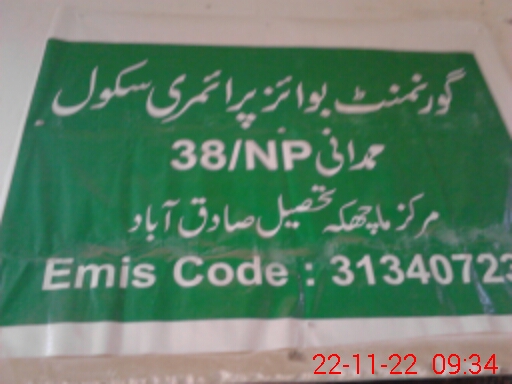 گورنمنٹ بوائز پرائمری سکول
حمدانی 38/NP
مرکز ماچھکہ تحصیل صادق آباد
Emis Code : 31340723
22-11-22 09:34